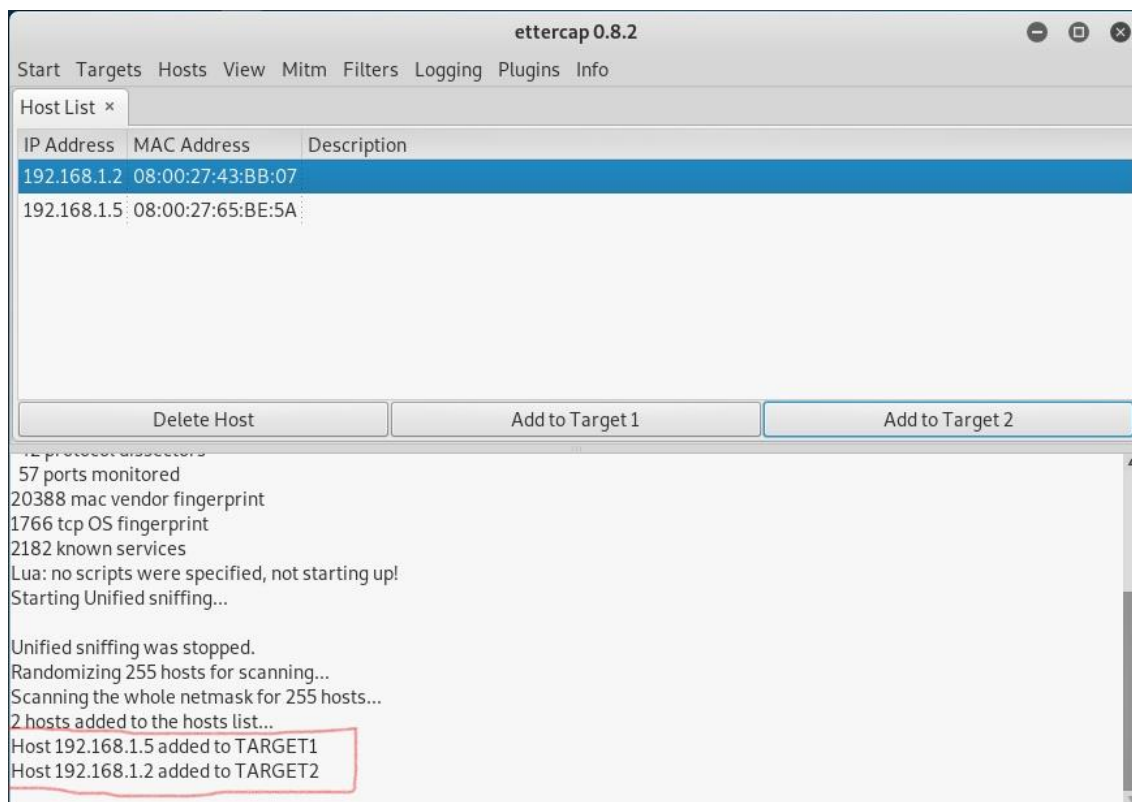 ettercap 0.8.2
Start Targets Hosts View Mitm Filters Logging Plugins Info
Host List ×
IP Address MAC Address Description
192.168.1.2 08:00:27:43:BB:07
192.168.1.5 08:00:27:65:BE:5A
Delete Host Add to Target 1 Add to Target 2
42 protocol dissectors
57 ports monitored
20388 mac vendor fingerprint
1766 tcp OS fingerprint
2182 known services
Lua: no scripts were specified, not starting up!
Starting Unified sniffing...
Unified sniffing was stopped.
Randomizing 255 hosts for scanning...
Scanning the whole netmask for 255 hosts...
2 hosts added to the hosts list...
Host 192.168.1.5 added to TARGET1
Host 192.168.1.2 added to TARGET2